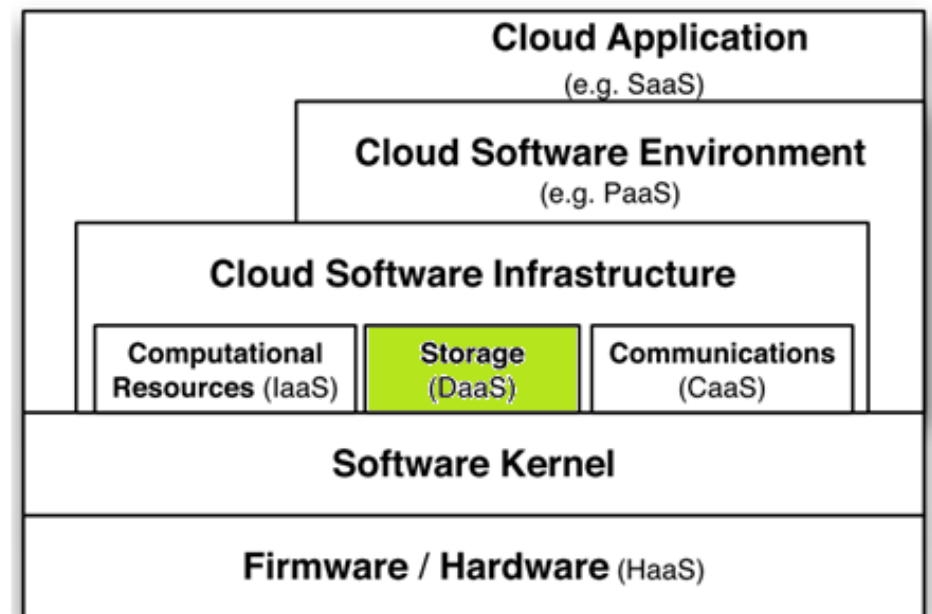 Cloud Application
(e.g. SaaS)
Cloud Software Environment
(e.g. PaaS)
Cloud Software Infrastructure
Computational
Resources (IaaS)
Storage
(DaaS)
Communications
(CaaS)
Software Kernel
Firmware / Hardware (HaaS)